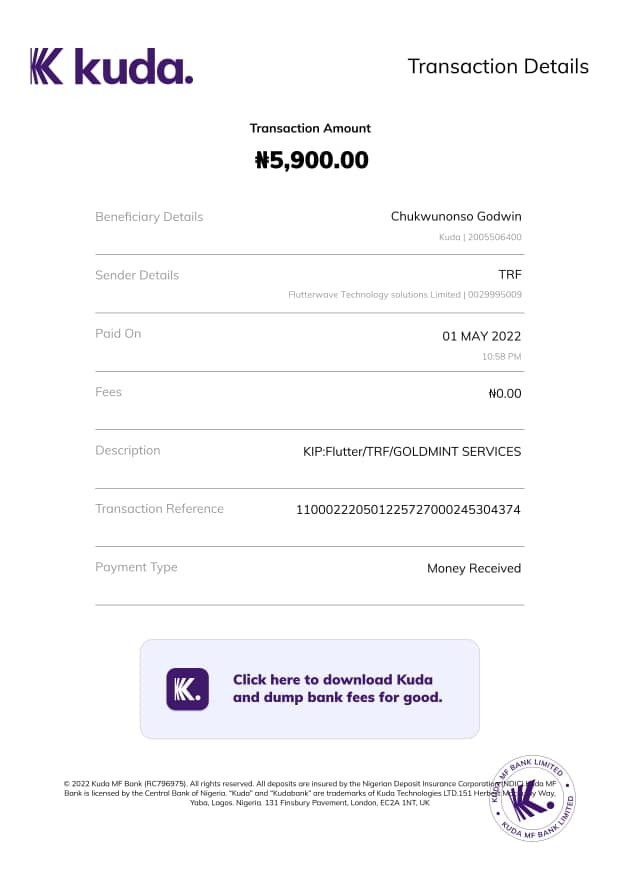 kuda.
Transaction Details
Transaction Amount
₦5,900.00
Beneficiary Details
Chukwunonso Godwin
Kuda | 2005506400
Sender Details
TRF
Flutterwave Technology solutions Limited | 0029995009
Paid On
01 MAY 2022
10:58 PM
Fees
₦0.00
Description
KIP:Flutter/TRF/GOLDMINT SERVICES
Transaction Reference
110002220501225727000245304374
Payment Type
Money Received
Click here to download Kuda
and dump bank fees for good.
© 2022 Kuda MF Bank (RC796975). All rights reserved. All deposits are insured by the Nigerian Deposit Insurance Corporation (NDIC) Kuda MF
Bank is licensed by the Central Bank of Nigeria. “Kuda” and “Kudabank” are trademarks of Kuda Technologies LTD.151 Herbert Macaulay Way,
Yaba, Lagos. Nigeria. 131 Finsbury Pavement, London, EC2A 1NT, UK
KUDA MF BANK LIMITED
KUDA MF BANK LIMITED